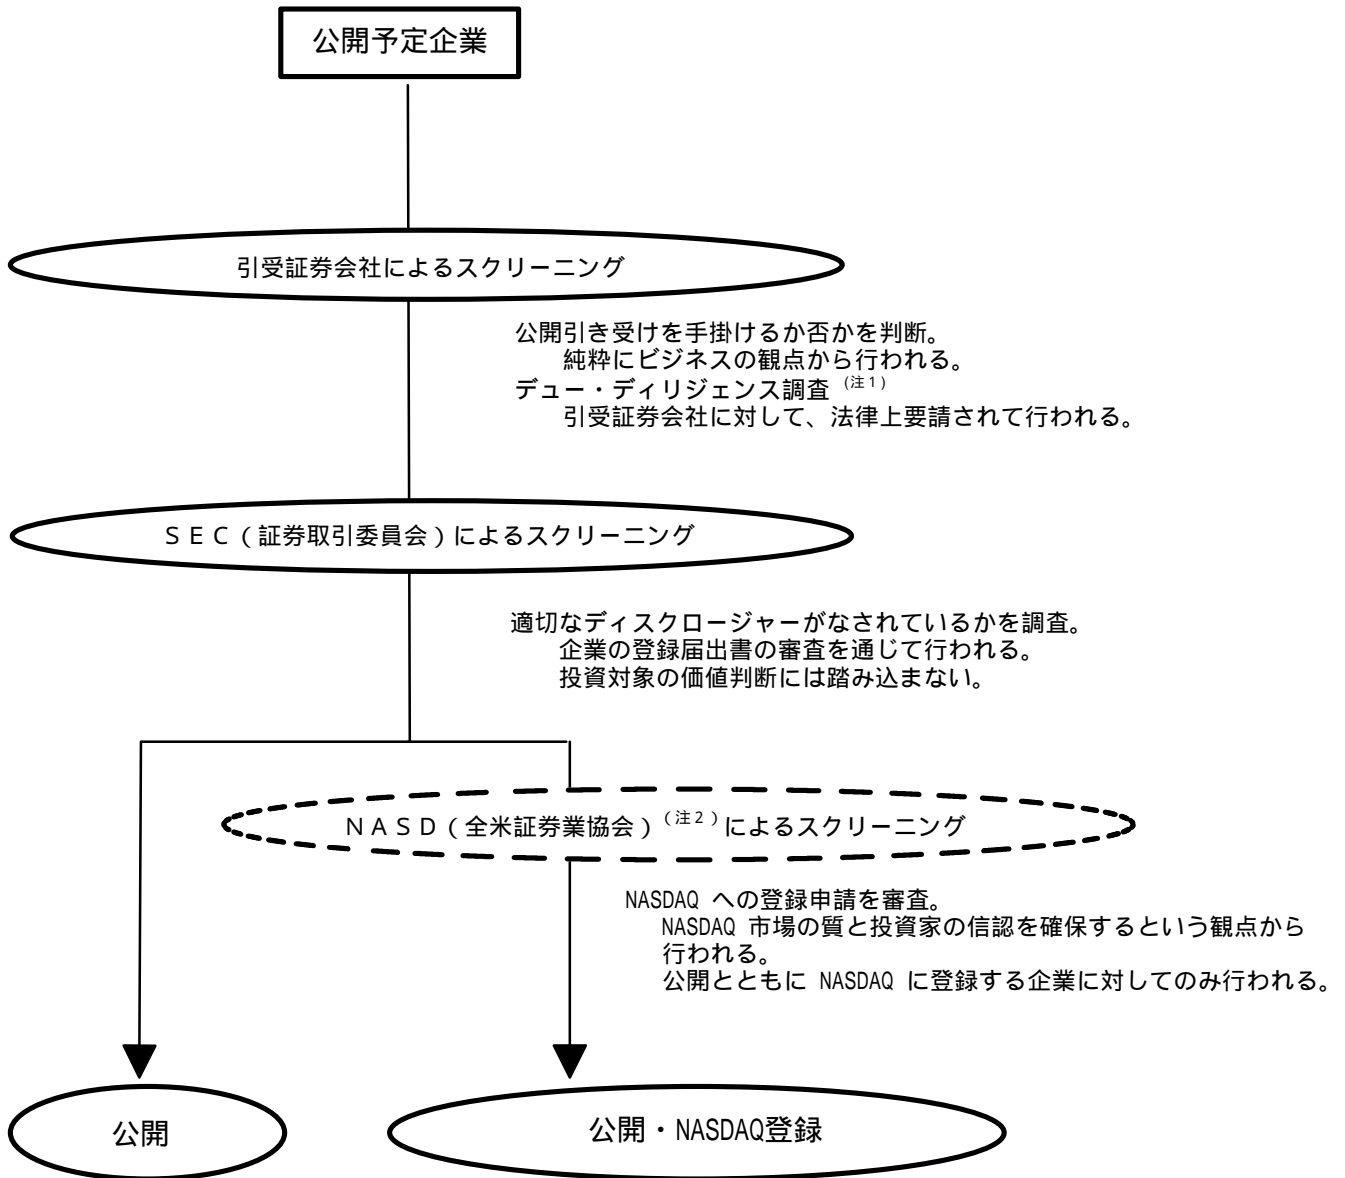 公開予定企業
引受証券会社によるスクリーニング
公開引き受けを手掛けるか否かを判断。
純粋にビジネスの観点から行われる。
デュー・ディリジェンス調査（注１）
引受証券会社に対して、法律上要請されて行われる。
ＳＥＣ（証券取引委員会）によるスクリーニング
適切なディスクロージャーがなされているかを調査。
企業の登録届出書の審査を通じて行われる。
投資対象の価値判断には踏み込まない。
ＮＡＳＤ（全米証券業協会）（注２）によるスクリーニング
NASDAQ への登録申請を審査。
NASDAQ 市場の質と投資家の信認を確保するという観点から
行われる。
公開とともに NASDAQ に登録する企業に対してのみ行われる。
公開
公開・NASDAQ登録